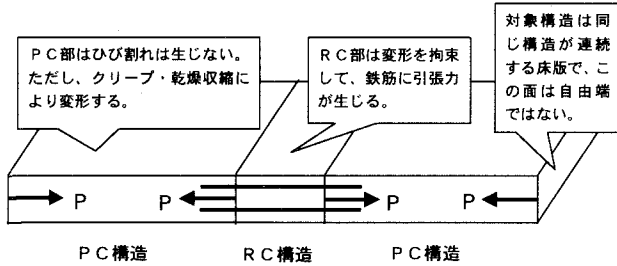 PC部はひび割れは生じない。
ただし、クリープ・乾燥収縮に
より変形する。
RC部は変形を拘束
して、鉄筋に引張力
が生じる。
対象構造は同
じ構造が連続
する床版で、こ
の面は自由端
ではない。
P P P P
PC構造 RC構造 PC構造